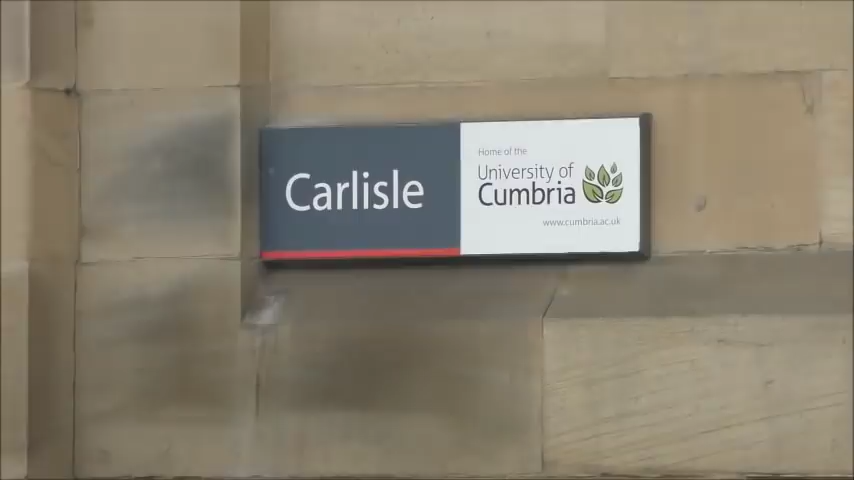 Carlisle
Home of the
University of
Cumbria
www.cumbria.ac.uk